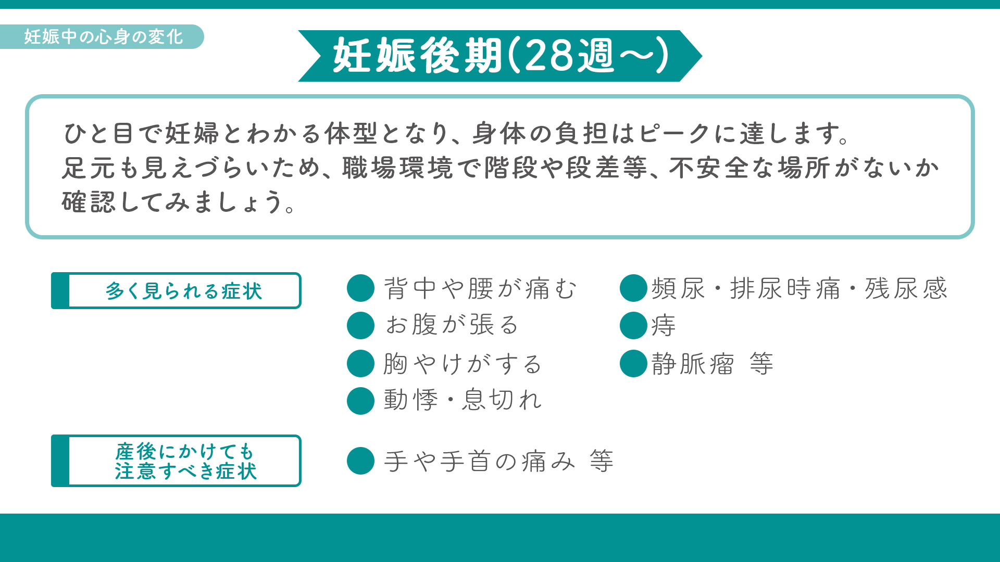 妊娠中の心身の変化
妊娠後期(28週〜)
ひと目で妊婦とわかる体型となり、身体の負担はピークに達します。
足元も見えづらいため、職場環境で階段や段差等、不安全な場所がないか
確認してみましょう。
多く見られる症状
背中や腰が痛む
お腹が張る
胸やけがする
動悸・息切れ
頻尿・排尿時痛・残尿感
痔
静脈瘤 等
産後にかけても
注意すべき症状
手や手首の痛み 等